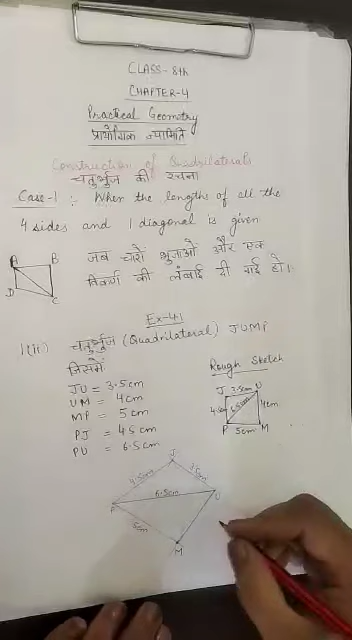 CLASS-8th
CHAPTER-4
Practical Geometry
प्रायोगिक ज्यामिति
Construction of Quadrilaterals
चतुर्भुज की रचना
Case-1 :- When the lengths of all the
4 sides and 1 diagonal is given
जब चारों भुजाओं और एक
विकर्ण की लंबाई दी गई हो।
A B
D C
Ex-4.1
1(ii) चतुर्भुज (Quadrilateral) JUMP
जिसमें
JU = 3.5cm
UM = 4cm
MP = 5cm
PJ = 4.5cm
PU = 6.5cm
Rough Sketch
J 3.5cm U
4.5cm 6.5cm 4cm
P 5cm M
J
4.5cm 3.5cm
6.5cm
P U
5cm
M